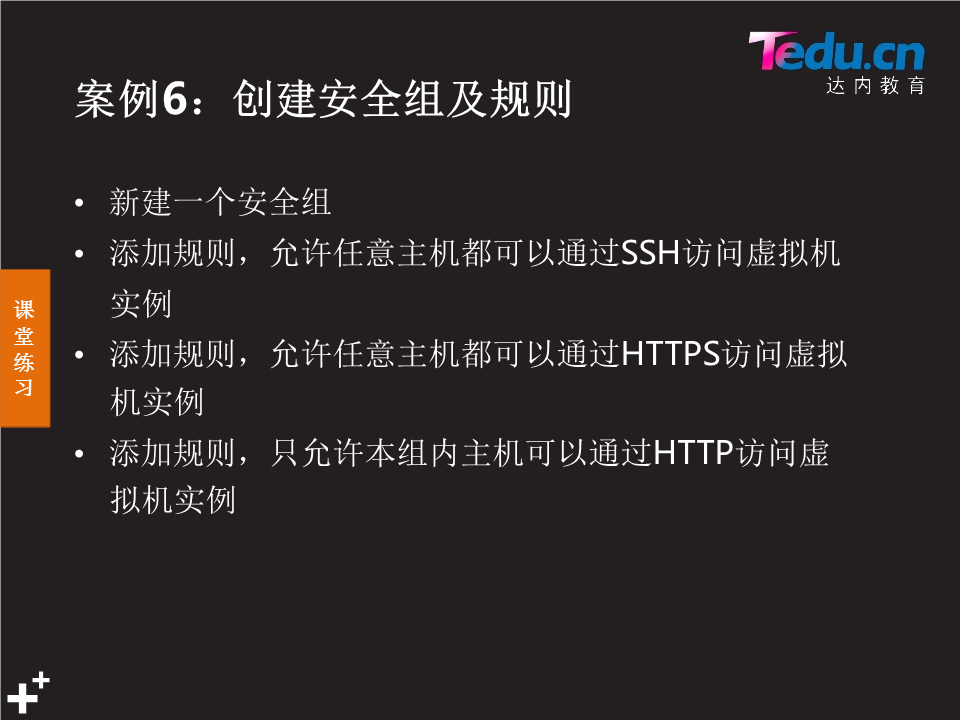 Tedu.cn
达内教育
案例6：创建安全组及规则
• 新建一个安全组
• 添加规则，允许任意主机都可以通过SSH访问虚拟机
实例
• 添加规则，允许任意主机都可以通过HTTPS访问虚拟
机实例
• 添加规则，只允许本组内主机可以通过HTTP访问虚
拟机实例
课
堂
练
习